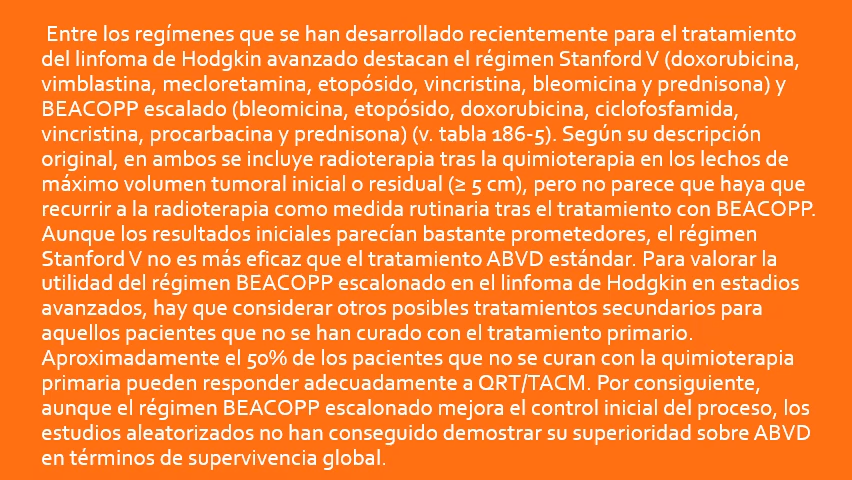 Entre los regímenes que se han desarrollado recientemente para el tratamiento
del linfoma de Hodgkin avanzado destacan el régimen Stanford V (doxorubicina,
vimblastina, mecloretamina, etopósido, vincristina, bleomicina y prednisona) y
BEACOPP escalado (bleomicina, etopósido, doxorubicina, ciclofosfamida,
vincristina, procarbacina y prednisona) (v. tabla 186-5). Según su descripción
original, en ambos se incluye radioterapia tras la quimioterapia en los lechos de
máximo volumen tumoral inicial o residual (≥ 5 cm), pero no parece que haya que
recurrir a la radioterapia como medida rutinaria tras el tratamiento con BEACOPP.
Aunque los resultados iniciales parecían bastante prometedores, el régimen
Stanford V no es más eficaz que el tratamiento ABVD estándar. Para valorar la
utilidad del régimen BEACOPP escalonado en el linfoma de Hodgkin en estadios
avanzados, hay que considerar otros posibles tratamientos secundarios para
aquellos pacientes que no se han curado con el tratamiento primario.
Aproximadamente el 50% de los pacientes que no se curan con la quimioterapia
primaria pueden responder adecuadamente a QRT/TACM. Por consiguiente,
aunque el régimen BEACOPP escalonado mejora el control inicial del proceso, los
estudios aleatorizados no han conseguido demostrar su superioridad sobre ABVD
en términos de supervivencia global.